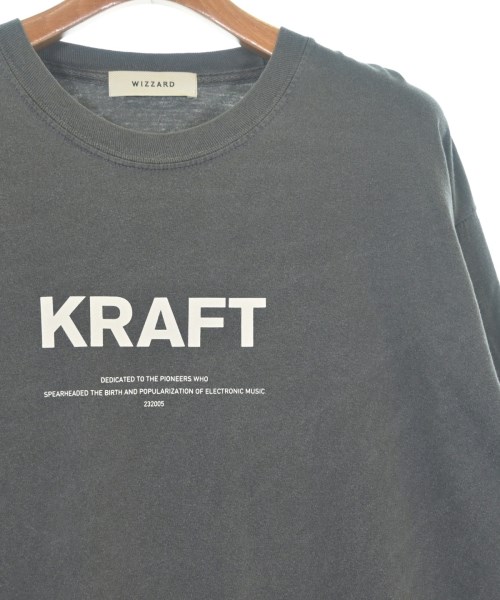 WIZZARD
KRAFT
DEDICATED TO THE PIONEERS WHO
SPEARHEADED THE BIRTH AND POPULARIZATION OF ELECTRONIC MUSIC
232005